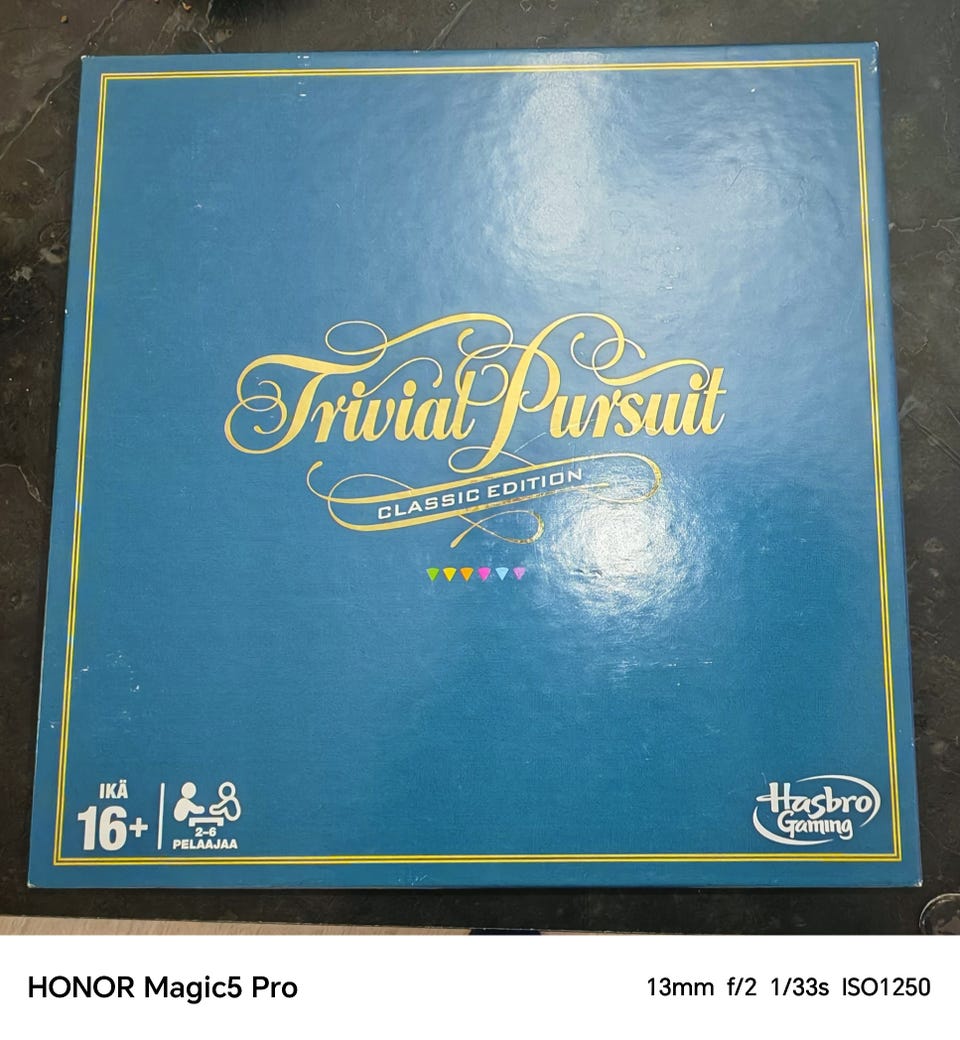 Trivial Pursuit
CLASSIC EDITION
IKÄ
16+
2-6
PELAAJAA
Hasbro
Gaming
HONOR Magic5 Pro
13mm f/2 1/33s ISO1250